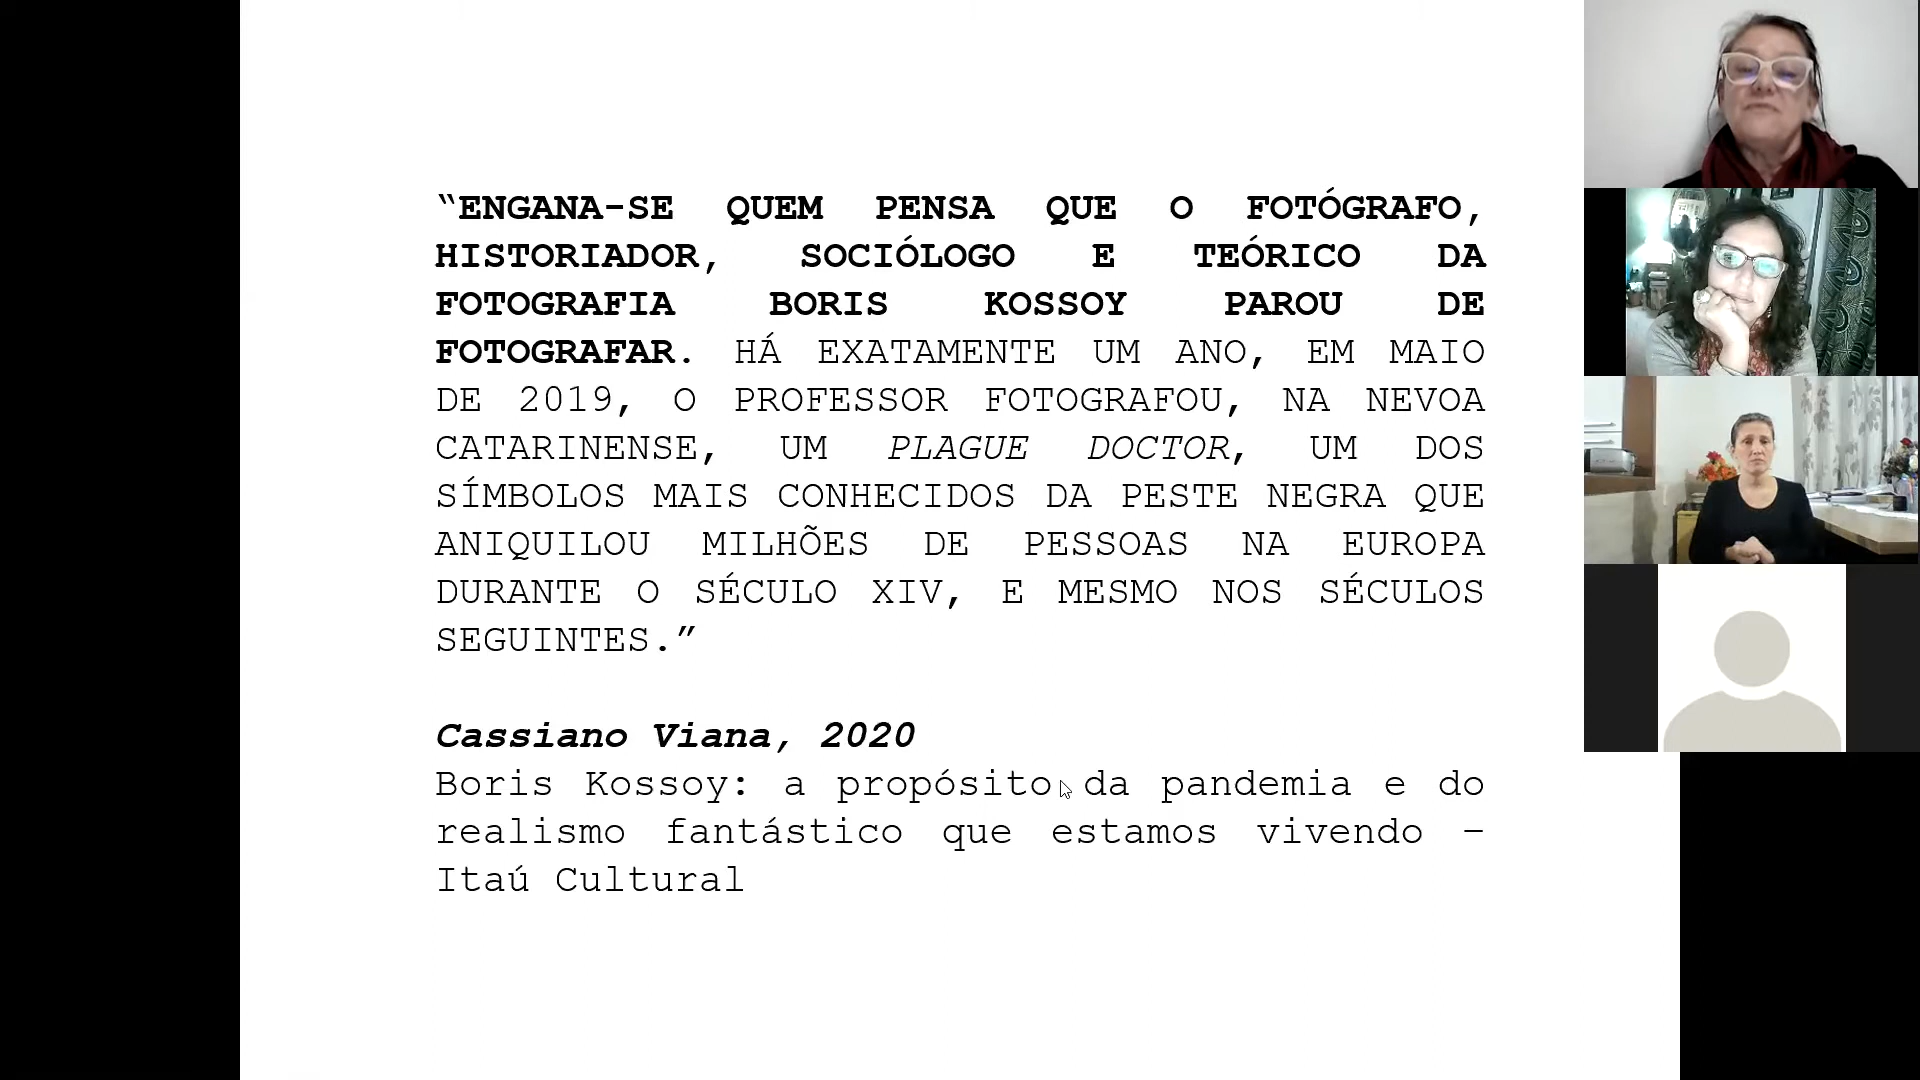 “ENGANA-SE QUEM PENSA QUE O FOTÓGRAFO,
HISTORIADOR, SOCIÓLOGO E TEÓRICO DA
FOTOGRAFIA BORIS KOSSOY PAROU DE
FOTOGRAFAR. HÁ EXATAMENTE UM ANO, EM MAIO
DE 2019, O PROFESSOR FOTOGRAFOU, NA NEVOA
CATARINENSE, UM PLAGUE DOCTOR, UM DOS
SÍMBOLOS MAIS CONHECIDOS DA PESTE NEGRA QUE
ANIQUILOU MILHÕES DE PESSOAS NA EUROPA
DURANTE O SÉCULO XIV, E MESMO NOS SÉCULOS
SEGUINTES.”
Cassiano Viana, 2020
Boris Kossoy: a propósito da pandemia e do
realismo fantástico que estamos vivendo –
Itaú Cultural